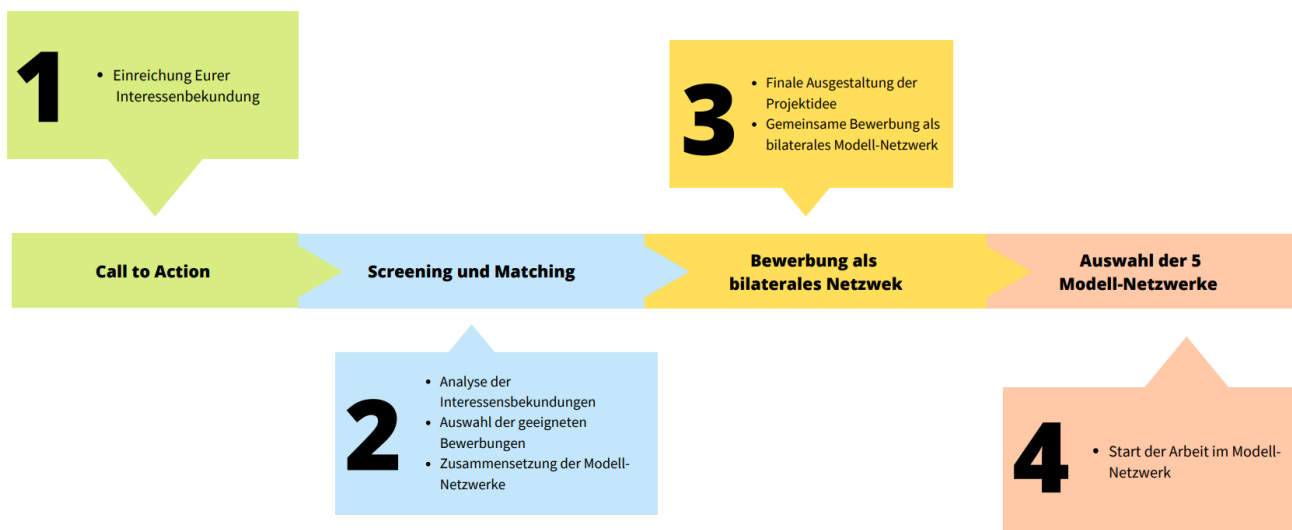 1
• Einreichung Eurer
Interessenbekundung
3
• Finale Ausgestaltung der
Projektidee
• Gemeinsame Bewerbung als
bilaterales Modell-Netzwerk
Call to Action
Screening und Matching
Bewerbung als
bilaterales Netzwek
Auswahl der 5
Modell-Netzwerke
2
• Analyse der
Interessensbekundungen
• Auswahl der geeigneten
Bewerbungen
• Zusammensetzung der Modell-
Netzwerke
4
• Start der Arbeit im Modell-
Netzwerk